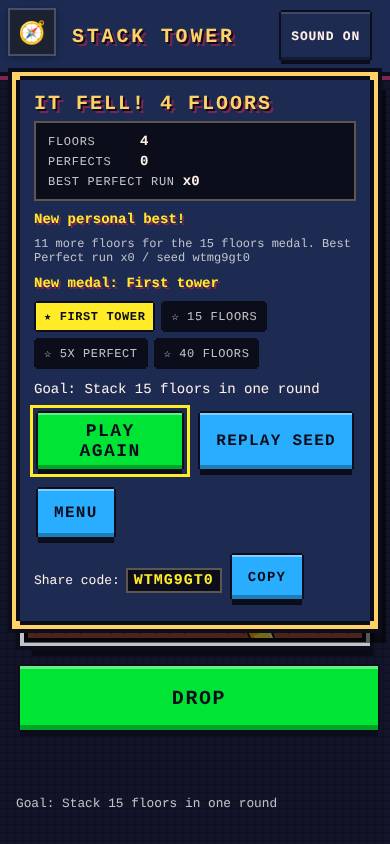 STACK TOWER
SOUND ON
IT FELL! 4 FLOORS
FLOORS 4
PERFECTS 0
BEST PERFECT RUN x0
New personal best!
11 more floors for the 15 floors medal. Best
Perfect run x0 / seed wtmg9gt0
New medal: First tower
★ FIRST TOWER
☆ 15 FLOORS
☆ 5X PERFECT
☆ 40 FLOORS
Goal: Stack 15 floors in one round
PLAY
AGAIN
REPLAY SEED
MENU
Share code: WTMG9GT0
COPY
DROP
Goal: Stack 15 floors in one round